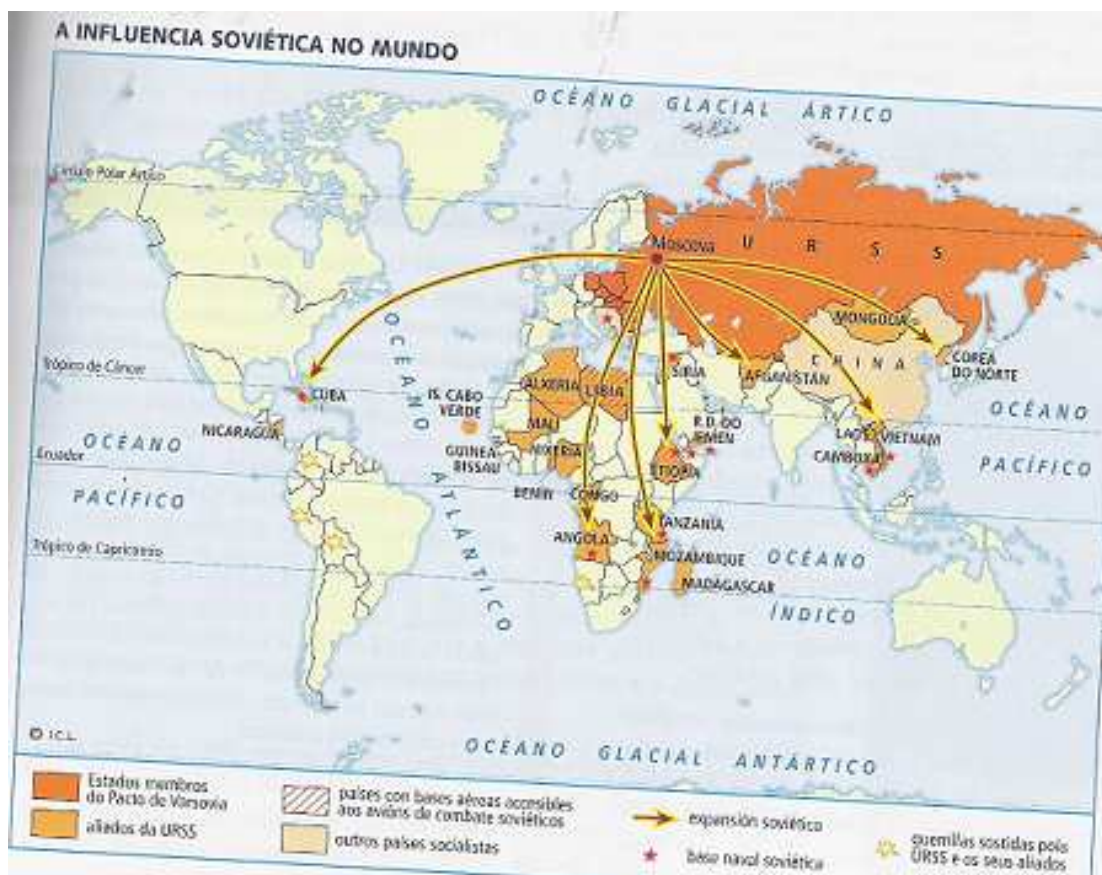 A INFLUENCIA SOVIÉTICA NO MUNDO
OCÉANO GLACIAL ÁRTICO
Círculo Polar Ártico
Moscova
U R S S
MONGOLIA
CHINA
COREA
DO NORTE
OCÉANO
ATLÁNTICO
Trópico de Cáncer
CUBA
IS. CABO
VERDE
ALXERIA
LIBIA
SIRIA
AFGANISTÁN
OCÉANO
PACÍFICO
NICARAGUA
MALI
R.D. DO
IEMEN
LAOS
VIETNAM
CAMBOXA
OCÉANO
PACÍFICO
Ecuador
GUINEA
BISSAU
NIXERIA
ETIOPÍA
BENIN
CONGO
TANZANIA
Trópico de Capricornio
ANGOLA
MOZAMBIQUE
MADAGASCAR
OCÉANO
ÍNDICO
© I.C.L.
OCÉANO GLACIAL ANTÁRTICO
Estados membros
do Pacto de Varsovia
aliados da URSS
países con bases aéreas accesibles
aos avións de combate soviéticos
outros países socialistas
expansión soviética
base naval soviética
guerrillas sostidas pola
URSS e os seus aliados